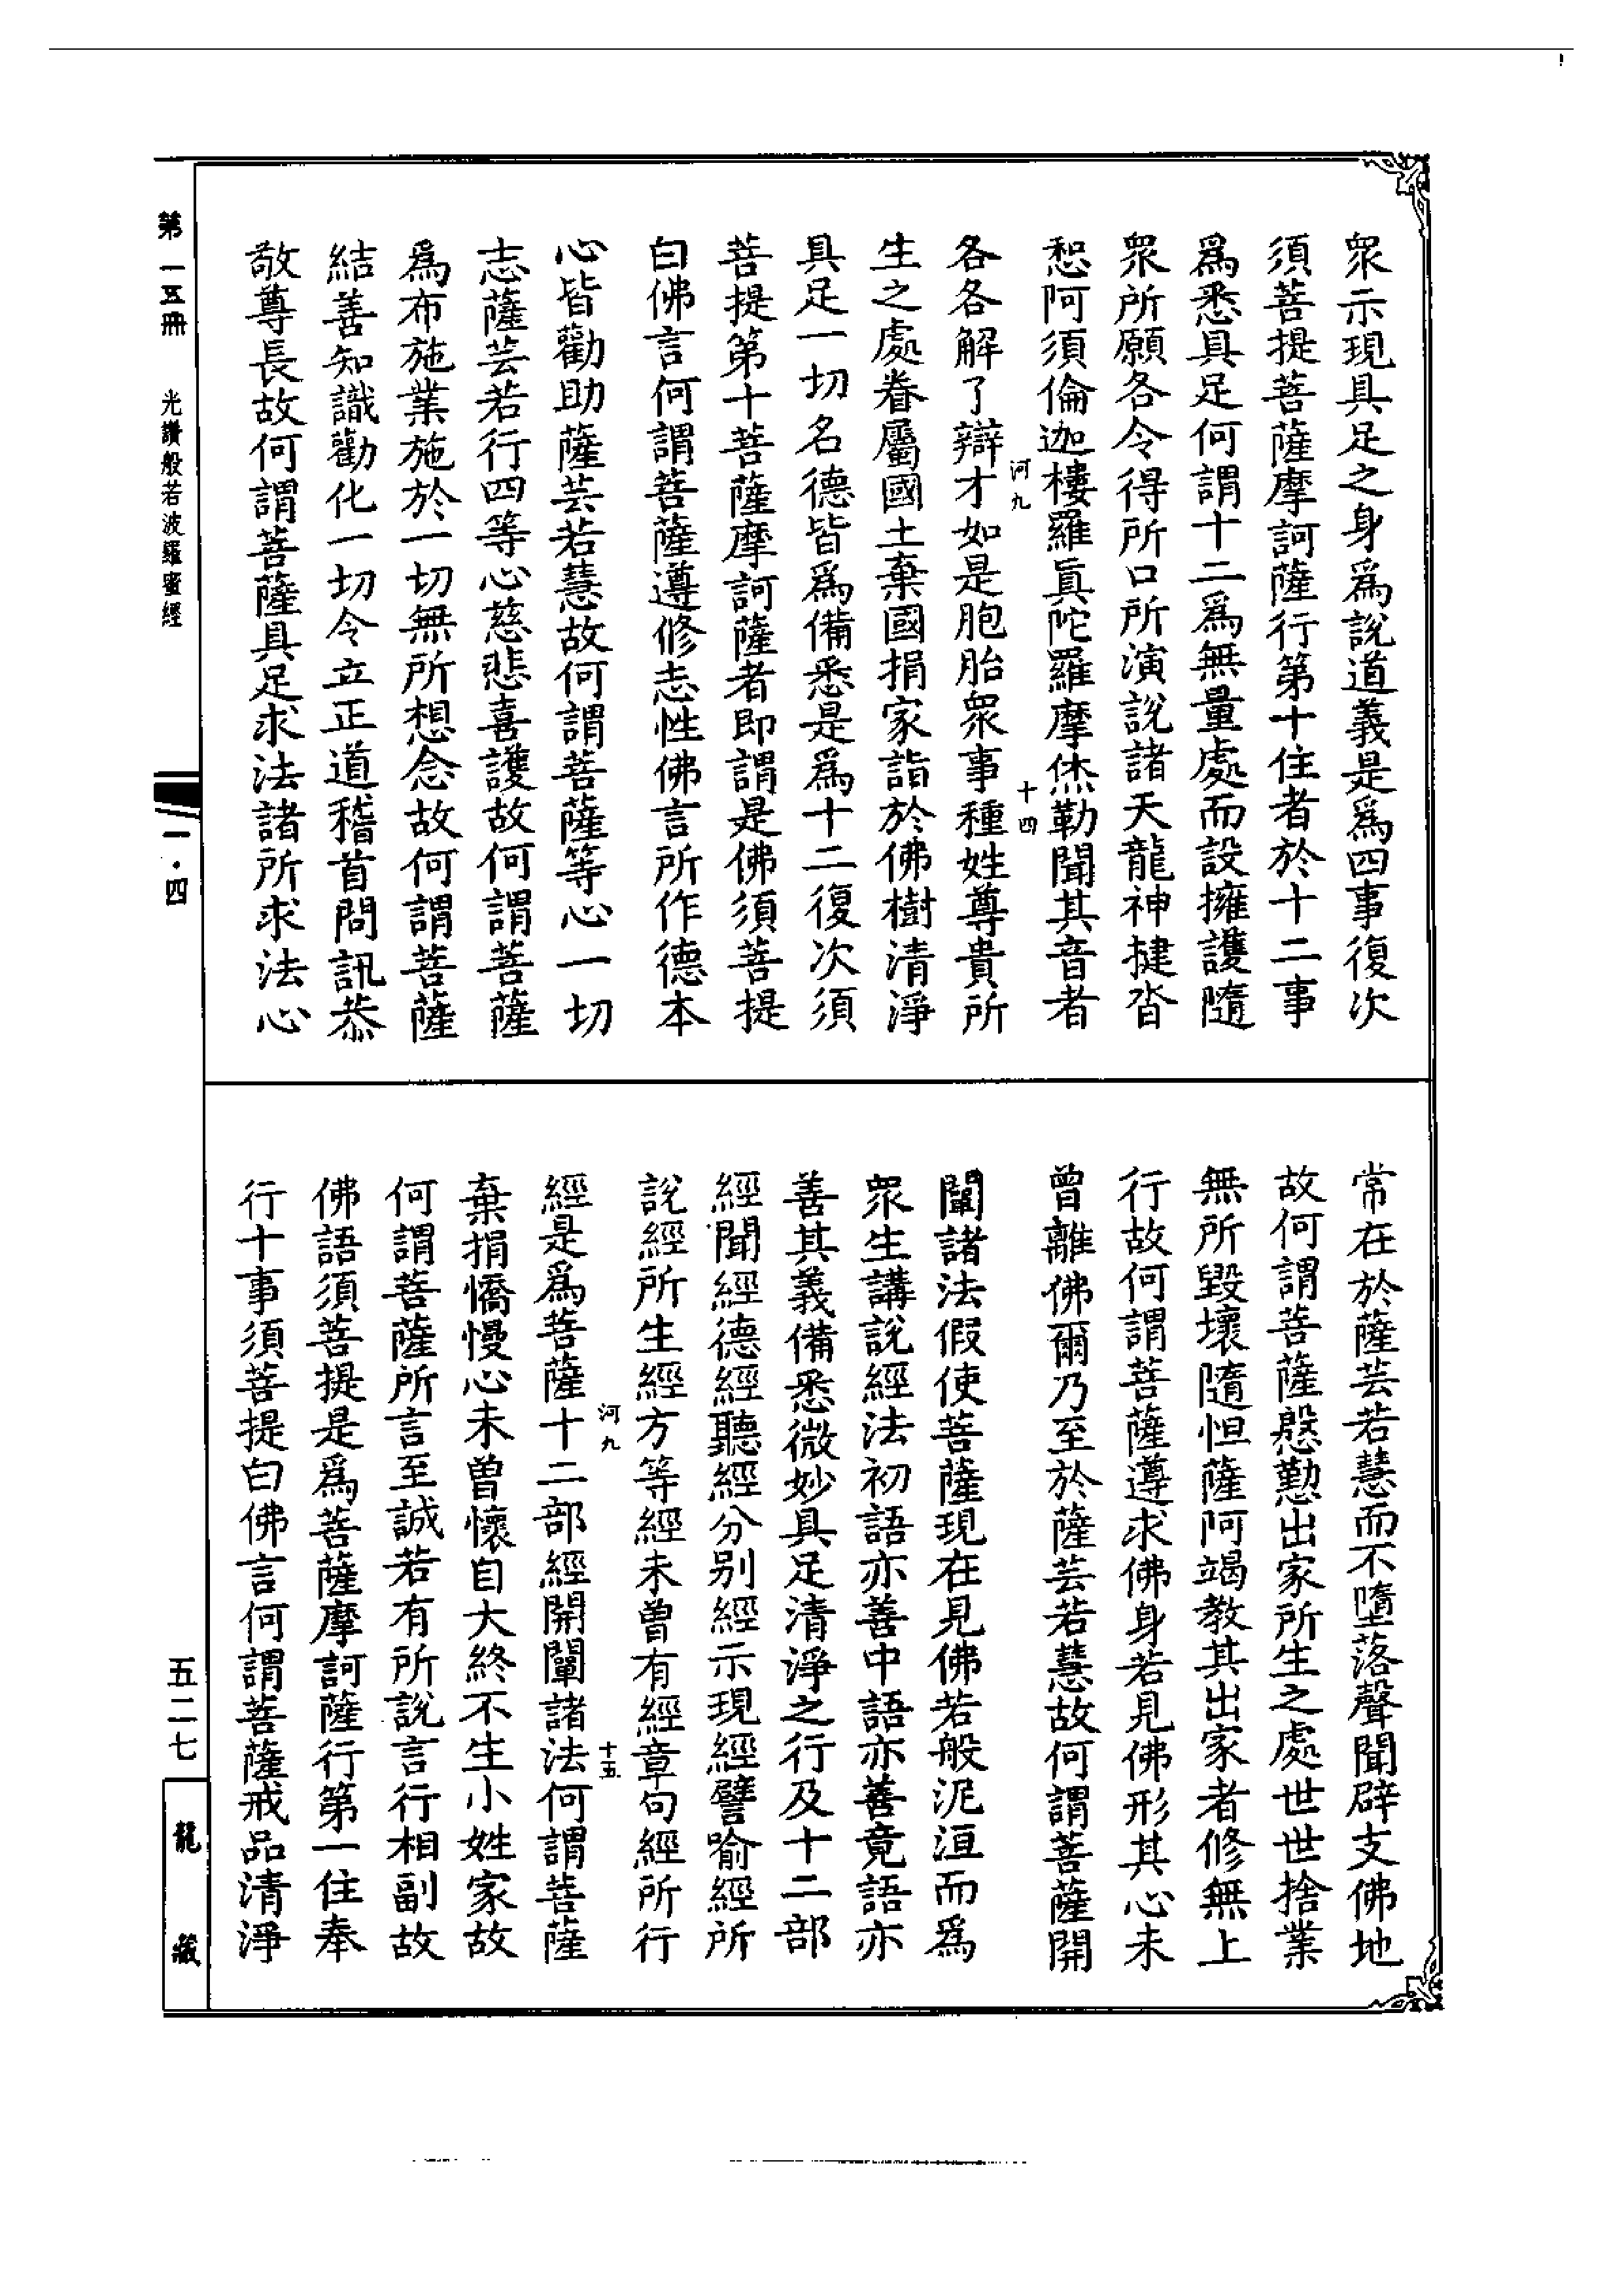 眾示現具足之身為說道義是為四事復次
須菩提菩薩摩訶薩行第十住者於十二事
為悉具足何謂十二為無量處而設擁護隨
眾所願各令得所口所演說諸天龍神揵沓
惒阿須倫迦樓羅眞陀羅摩烋勒聞其音者
河九
十四
各各解了辯才如是胞胎眾事種姓尊貴所
生之處眷屬國土棄國捐家詣於佛樹清淨
具足一切名德皆為備悉是為十二復次須
菩提第十菩薩摩訶薩者即謂是佛須菩提
白佛言何謂菩薩遵修志性佛言所作德本
心皆勸助薩芸若慧故何謂菩薩等心一切
志薩芸若行四等心慈悲喜護故何謂菩薩
為布施業施於一切無所想念故何謂菩薩
結善知識勸化一切令立正道稽首問訊恭
敬尊長故何謂菩薩具足求法諸所求法心
常在於薩芸若慧而不墮落聲聞辟支佛地
故何謂菩薩慇懃出家所生之處世世捨業
無所毀壞隨怛薩阿竭教其出家者修無上
行故何謂菩薩遵求佛身若見佛形其心未
曾離佛爾乃至於薩芸若慧故何謂菩薩開
闡諸法假使菩薩現在見佛若般泥洹而為
眾生講說經法初語亦善中語亦善竟語亦
善其義備悉微妙具足清淨之行及十二部
經聞經德經聽經分別經示現經譬喻經所
說經所生經方等經未曾有經章句經所行
河九
十五
經是為菩薩十二部經開闡諸法何謂菩薩
棄捐憍慢心未曾懷自大終不生小姓家故
何謂菩薩所言至誠若有所說言行相副故
佛語須菩提是為菩薩摩訶薩行第一住奉
行十事須菩提白佛言何謂菩薩戒品清淨
第一五冊 光讚般若波羅蜜經
一·四
五二七
龍藏